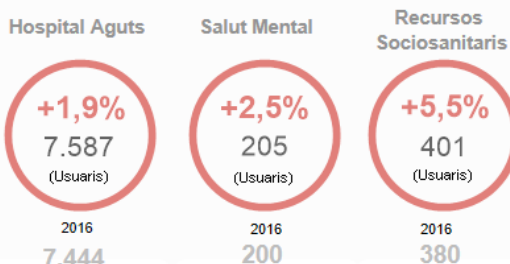 Hospital Aguts
+1,9%
7.587
(Usuaris)
2016
7.444
Salut Mental
+2,5%
205
(Usuaris)
2016
200
Recursos
Sociosanitaris
+5,5%
401
(Usuaris)
2016
380